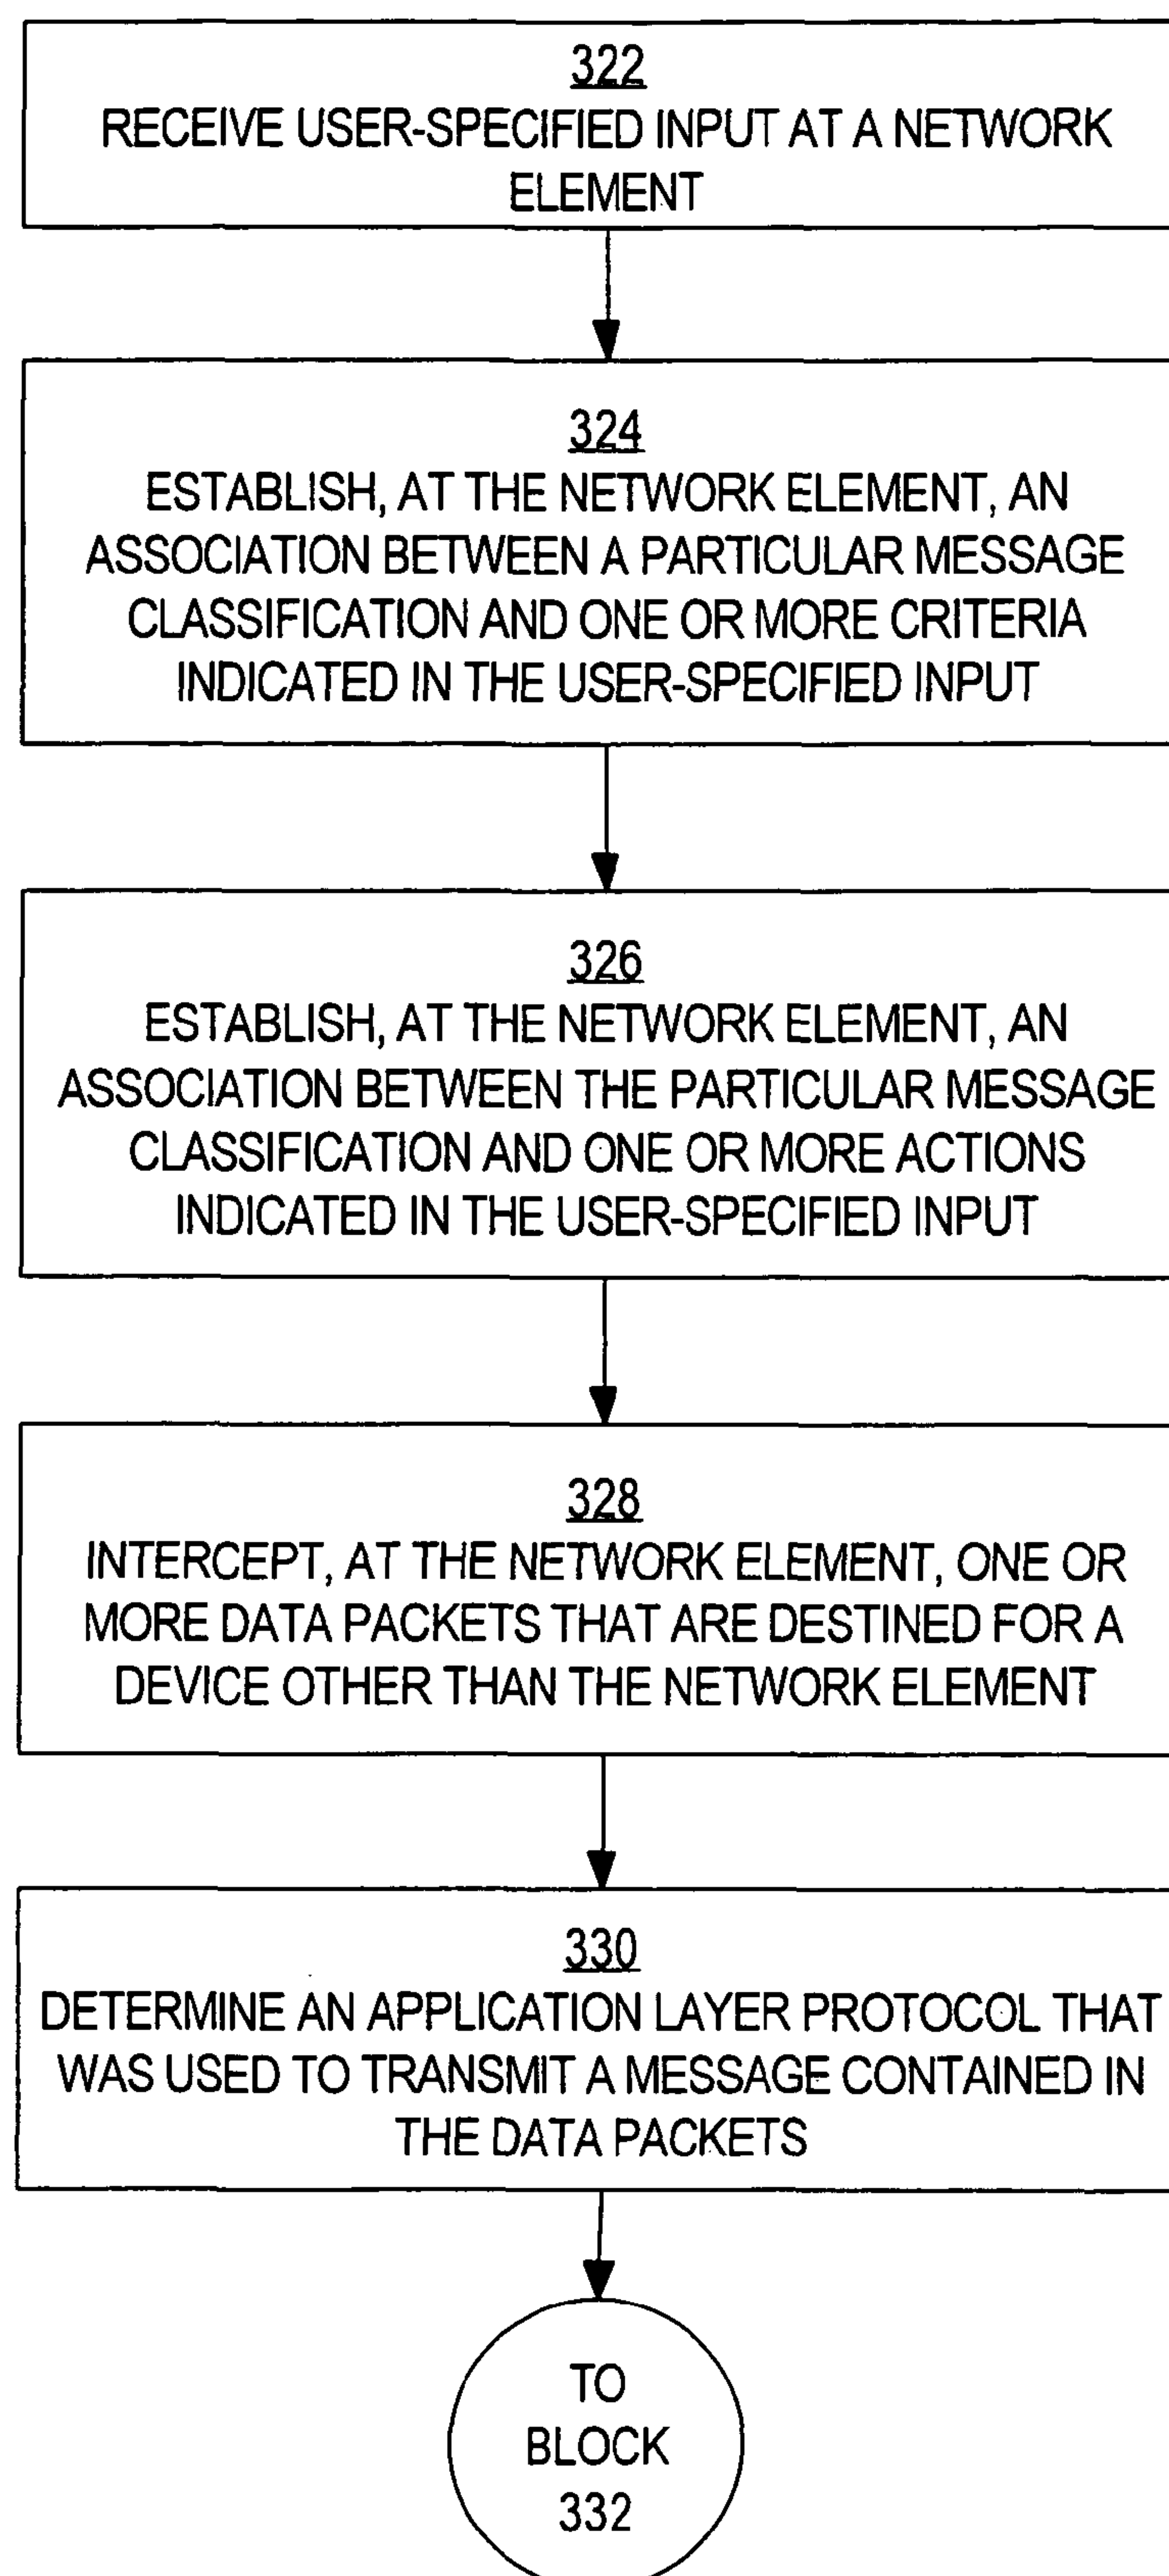 322
RECEIVE USER-SPECIFIED INPUT AT A NETWORK
ELEMENT
324
ESTABLISH, AT THE NETWORK ELEMENT, AN
ASSOCIATION BETWEEN A PARTICULAR MESSAGE
CLASSIFICATION AND ONE OR MORE CRITERIA
INDICATED IN THE USER-SPECIFIED INPUT
326
ESTABLISH, AT THE NETWORK ELEMENT, AN
ASSOCIATION BETWEEN THE PARTICULAR MESSAGE
CLASSIFICATION AND ONE OR MORE ACTIONS
INDICATED IN THE USER-SPECIFIED INPUT
328
INTERCEPT, AT THE NETWORK ELEMENT, ONE OR
MORE DATA PACKETS THAT ARE DESTINED FOR A
DEVICE OTHER THAN THE NETWORK ELEMENT
330
DETERMINE AN APPLICATION LAYER PROTOCOL THAT
WAS USED TO TRANSMIT A MESSAGE CONTAINED IN
THE DATA PACKETS
TO
BLOCK
332